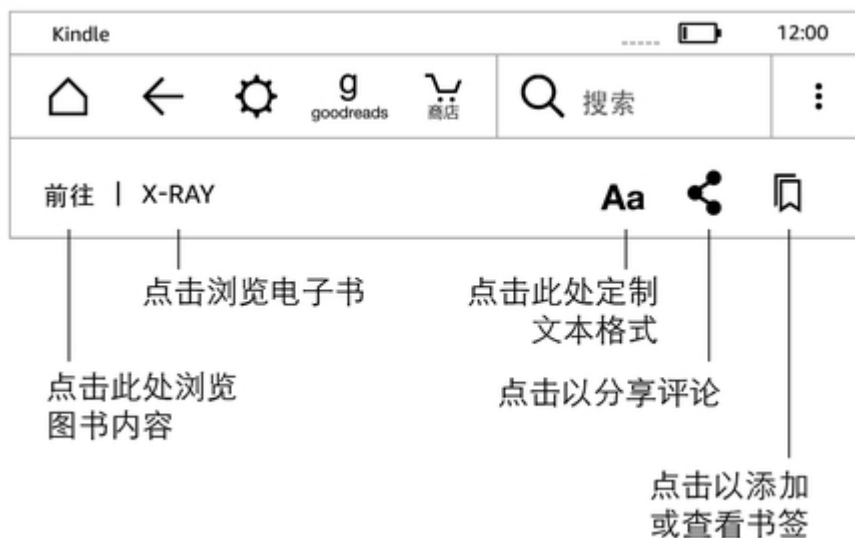 Kindle 12:00
g
goodreads 商店 搜索
前往 | X-RAY Aa
点击浏览电子书
点击此处定制
文本格式
点击此处浏览
图书内容
点击以分享评论
点击以添加
或查看书签